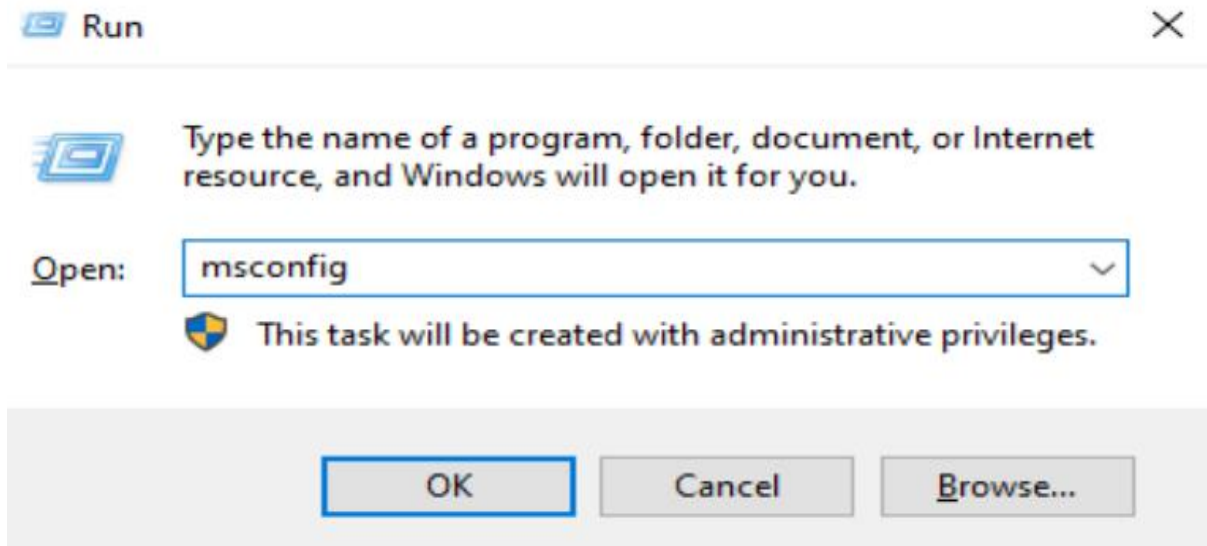 Run
Type the name of a program, folder, document, or Internet
resource, and Windows will open it for you.
Open: msconfig
This task will be created with administrative privileges.
OK Cancel Browse...